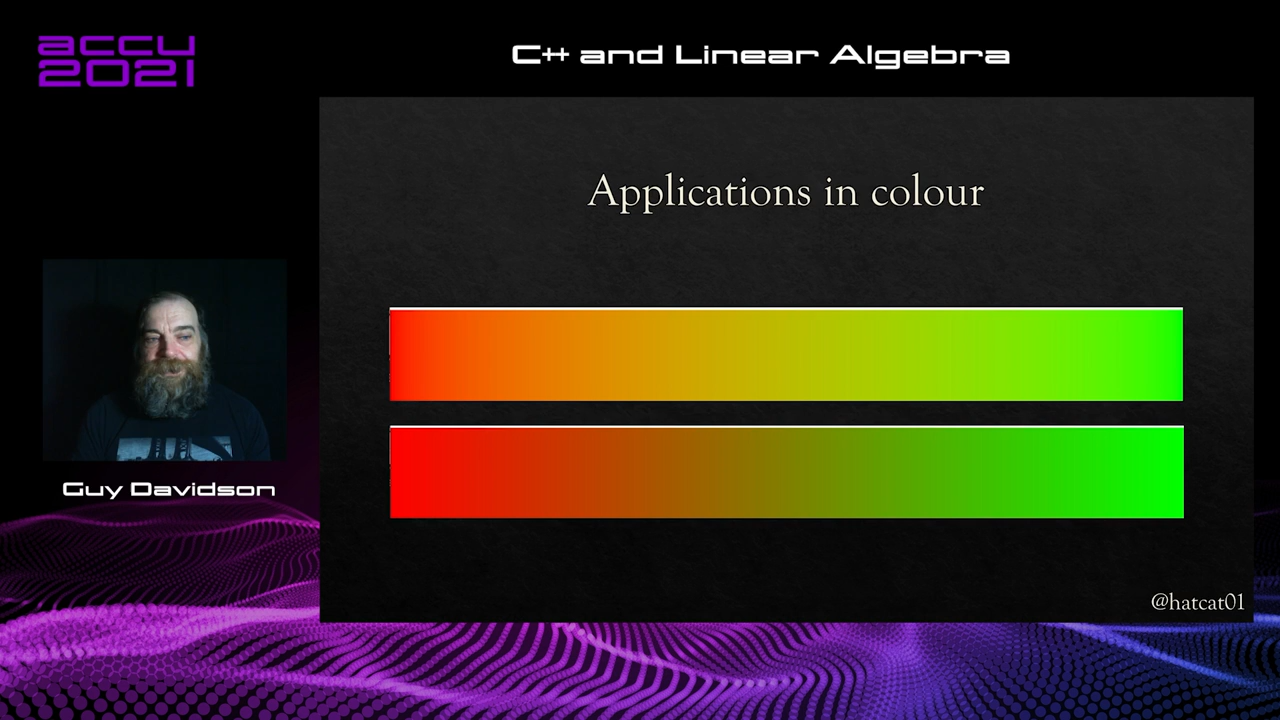 accu
2021
C++ and Linear Algebra
Applications in colour
Guy Davidson
@hatcat01